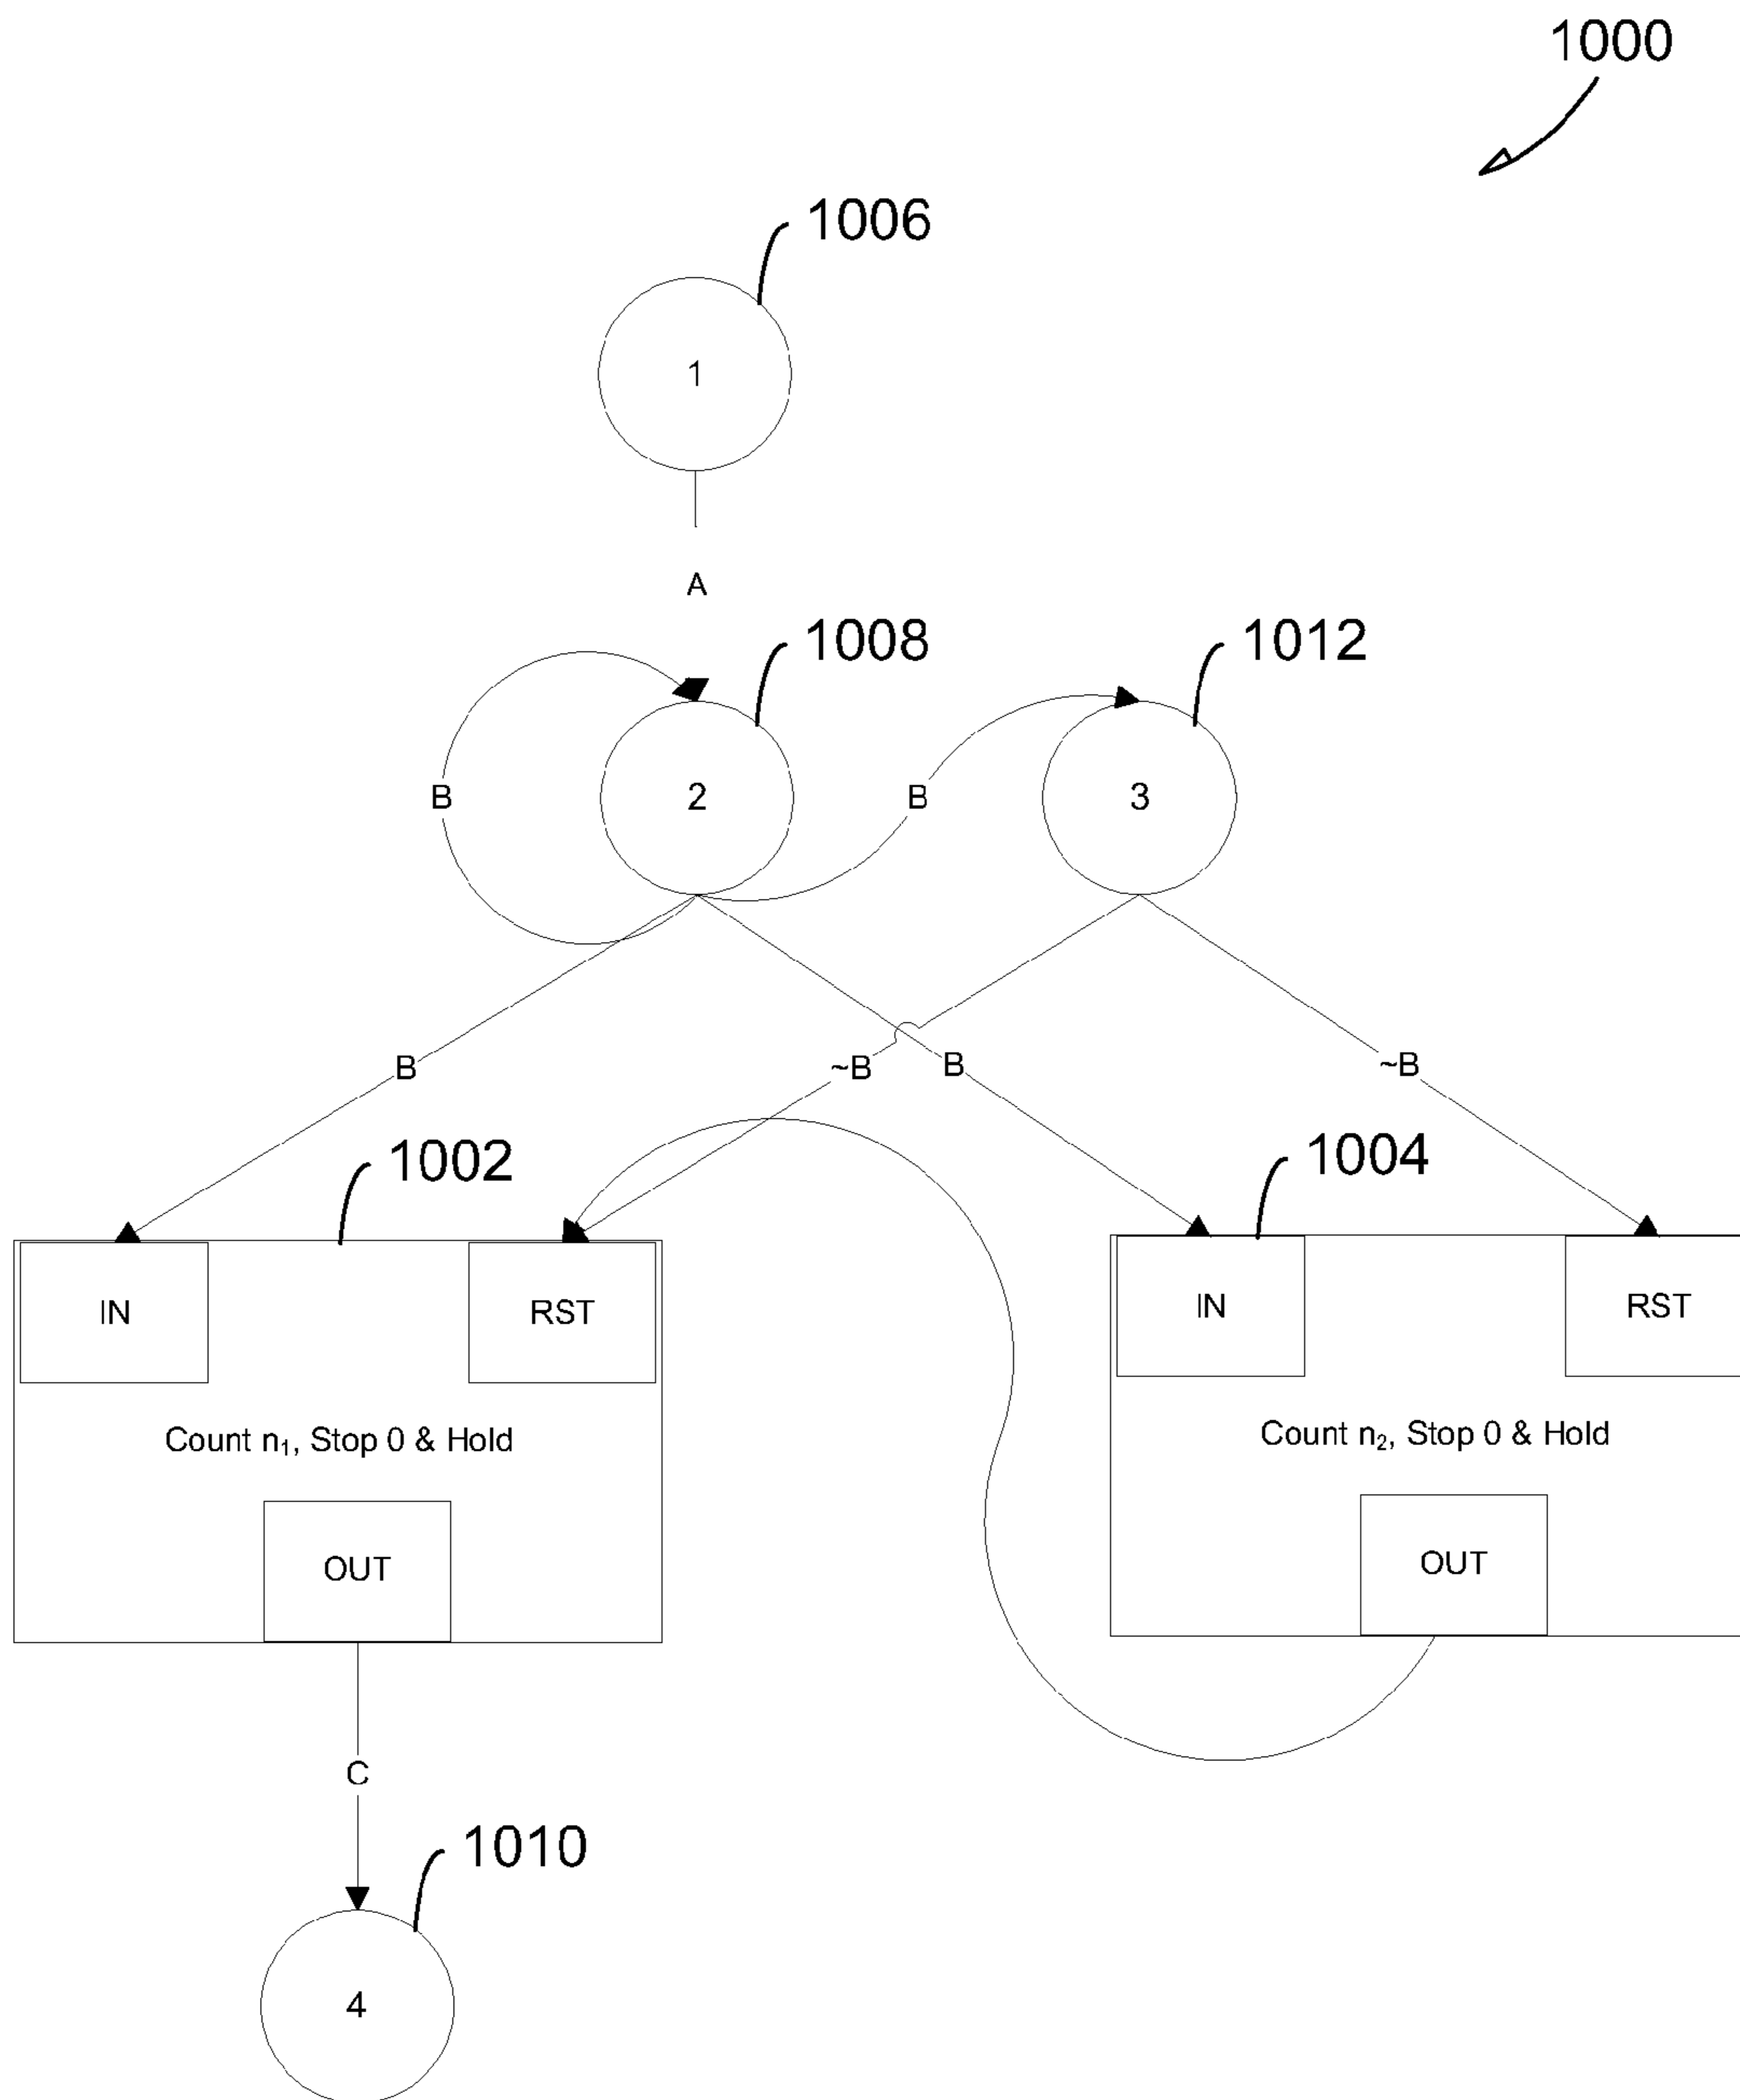 1000
1006
1
A
1008
1012
B
2
B
3
B
~B
B
~B
1002
1004
IN
RST
IN
RST
Count n₁, Stop 0 & Hold
Count n₂, Stop 0 & Hold
OUT
OUT
C
1010
4